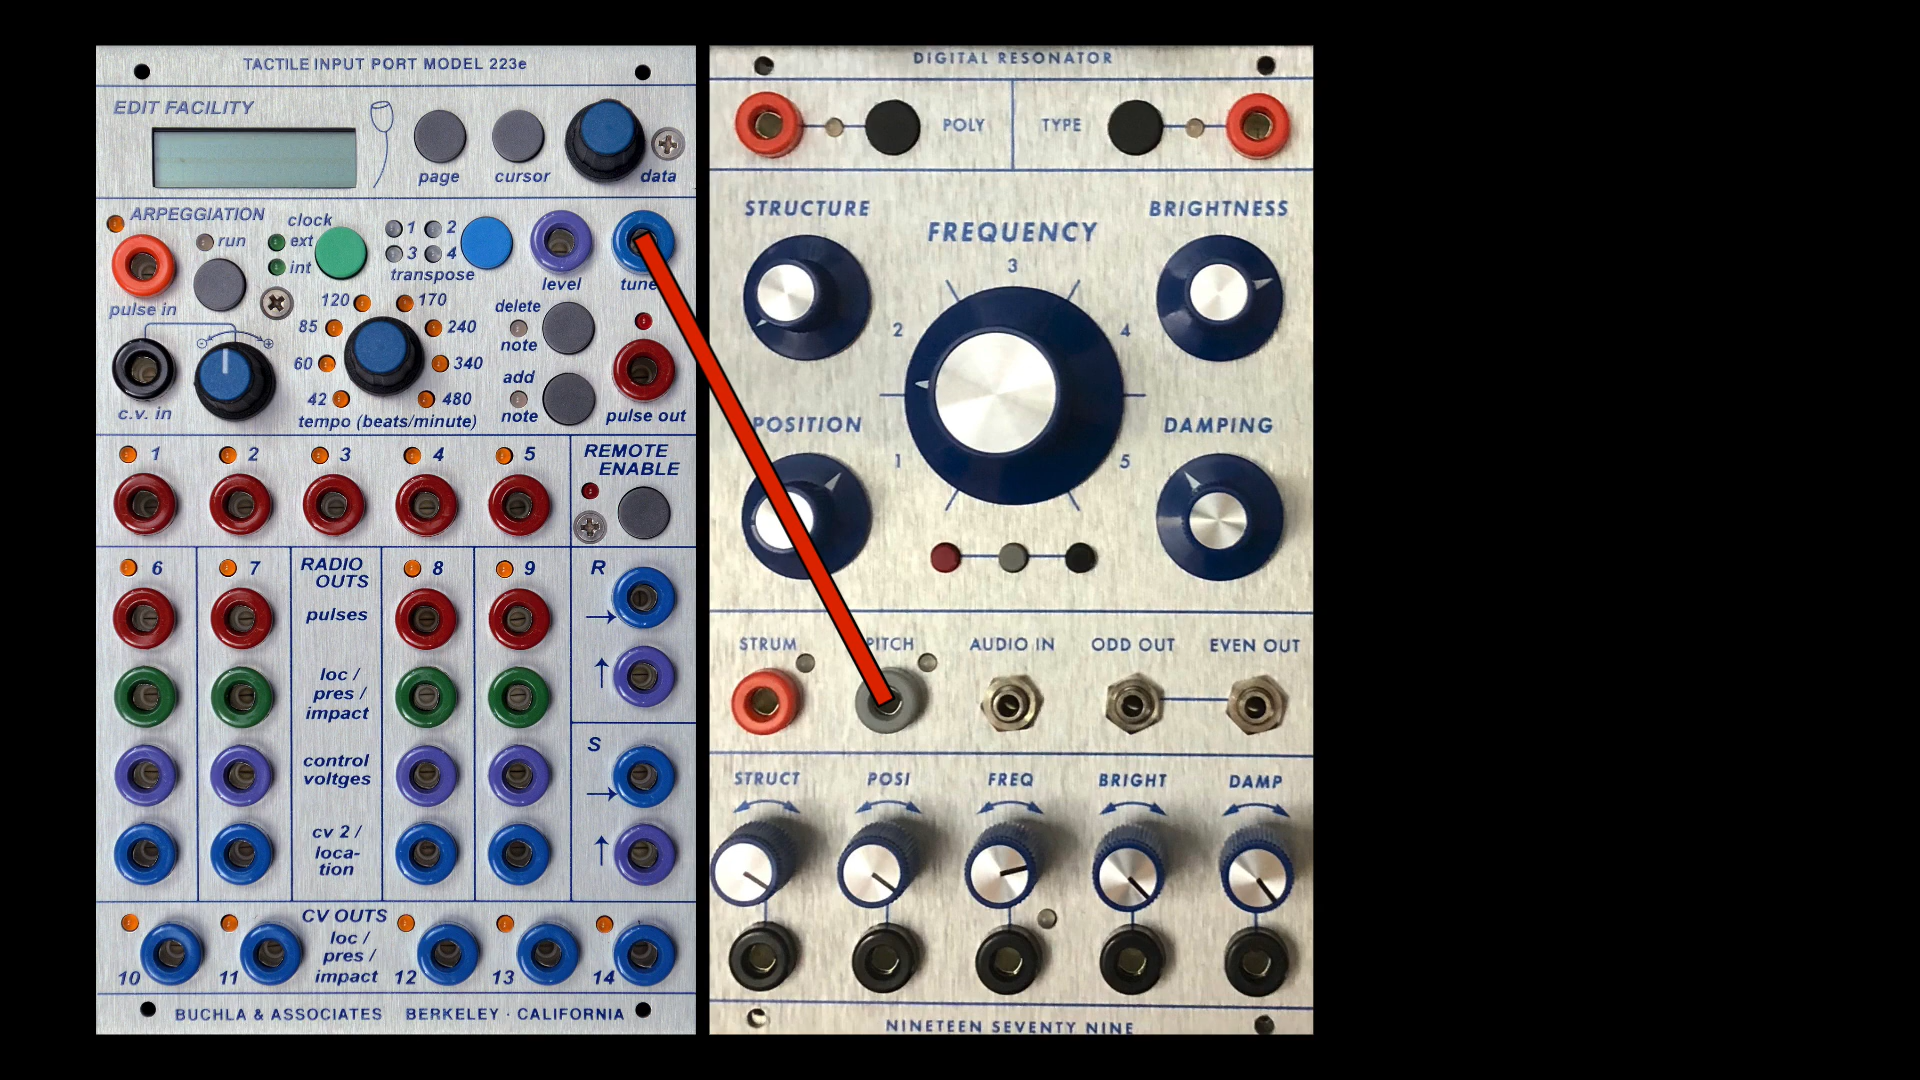 TACTILE INPUT PORT MODEL 223e
EDIT FACILITY
page
cursor
data
ARPEGGIATION
run
clock
ext
int
1
2
3
4
transpose
level
tune
pulse in
120
170
85
240
60
340
42
480
tempo (beats/minute)
delete
note
add
note
c.v. in
pulse out
1
2
3
4
5
REMOTE
ENABLE
6
7
RADIO
OUTS
8
9
R
pulses
loc /
pres /
impact
control
voltges
S
cv 2 /
loca-
tion
CV OUTS
loc /
pres /
impact
10
11
12
13
14
BUCHLA & ASSOCIATES BERKELEY · CALIFORNIA
DIGITAL RESONATOR
POLY
TYPE
STRUCTURE
FREQUENCY
BRIGHTNESS
3
2
4
POSITION
DAMPING
1
5
STRUM
PITCH
AUDIO IN
ODD OUT
EVEN OUT
STRUCT
POSI
FREQ
BRIGHT
DAMP
NINETEEN SEVENTY NINE